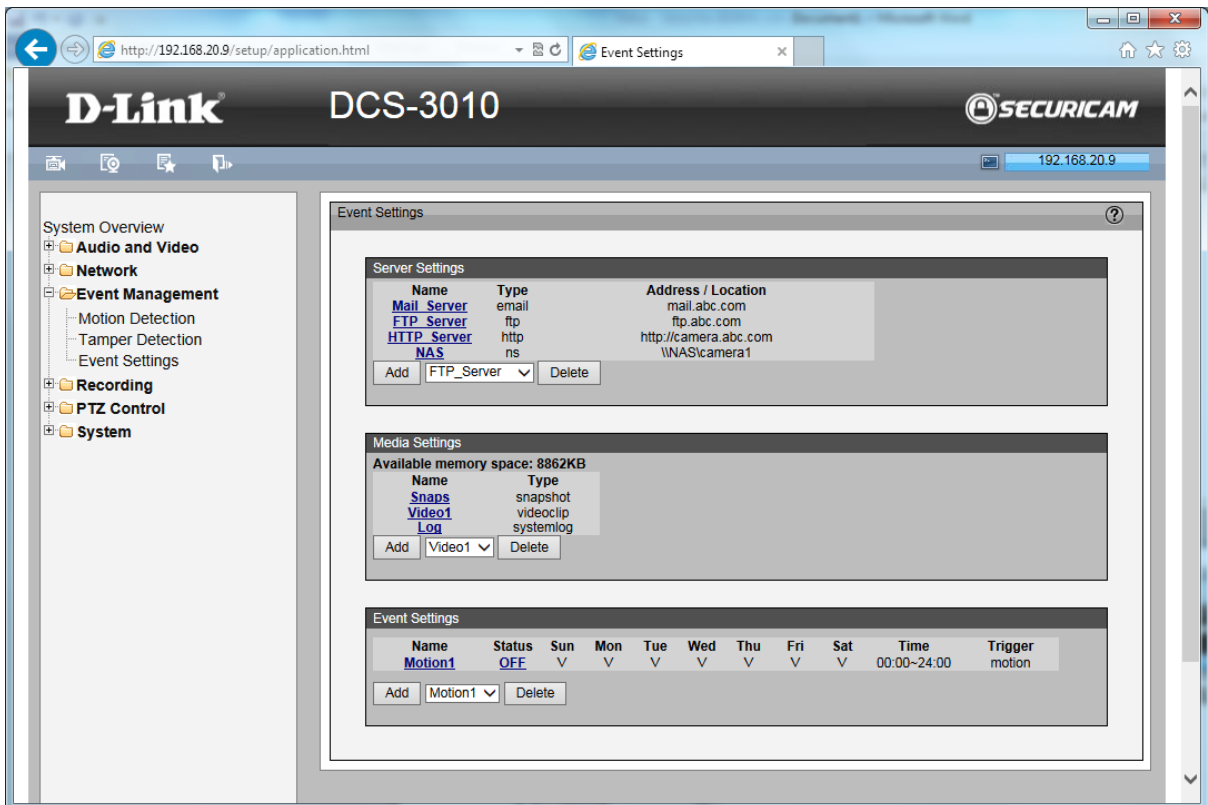 http://192.168.20.9/setup/application.html
Event Settings
D-Link®
DCS-3010
SECURICAM
192.168.20.9
System Overview
Audio and Video
Network
Event Management
Motion Detection
Tamper Detection
Event Settings
Recording
PTZ Control
System
Event Settings
Server Settings
Name Type Address / Location
Mail_Server email mail.abc.com
FTP_Server ftp ftp.abc.com
HTTP_Server http http://camera.abc.com
NAS ns \\NAS\camera1
Add FTP_Server Delete
Media Settings
Available memory space: 8862KB
Name Type
Snaps snapshot
Video1 videoclip
Log systemlog
Add Video1 Delete
Event Settings
Name Status Sun Mon Tue Wed Thu Fri Sat Time Trigger
Motion1 OFF V V V V V V V 00:00~24:00 motion
Add Motion1 Delete